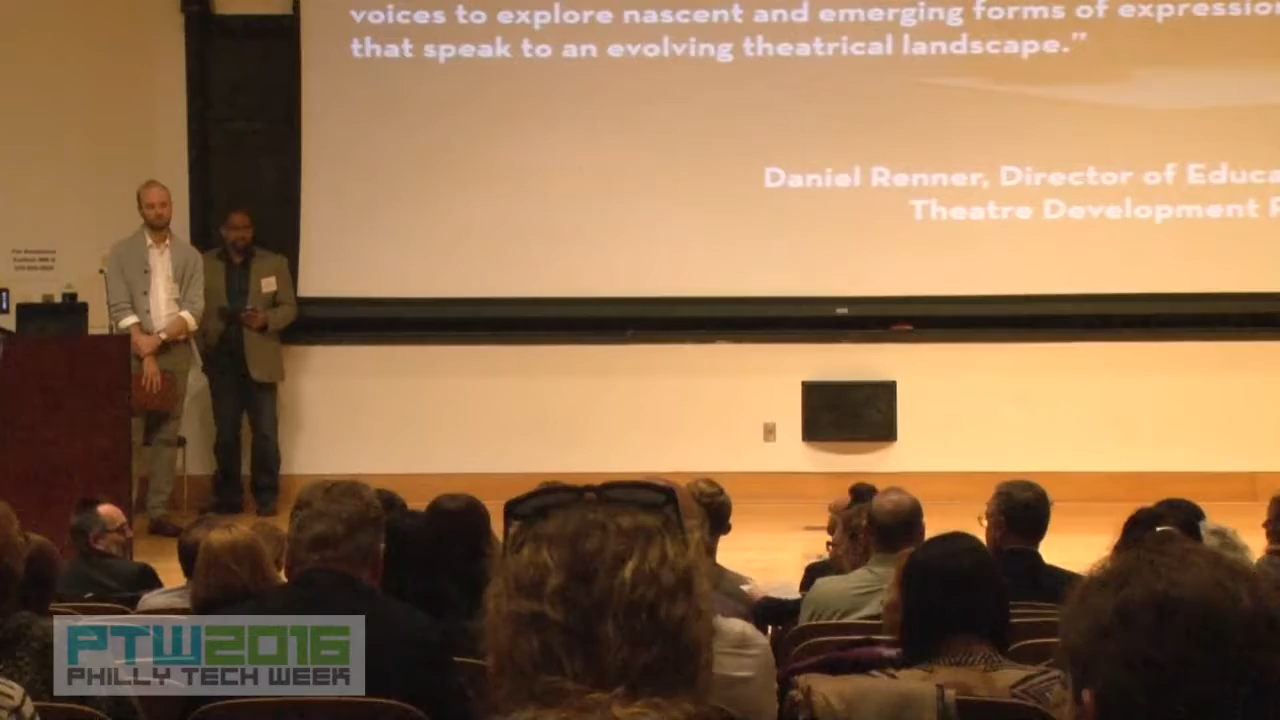 voices to explore nascent and emerging forms of expression
that speak to an evolving theatrical landscape.”
Daniel Renner, Director of Educa
Theatre Development
PTW2016
PHILLY TECH WEEK